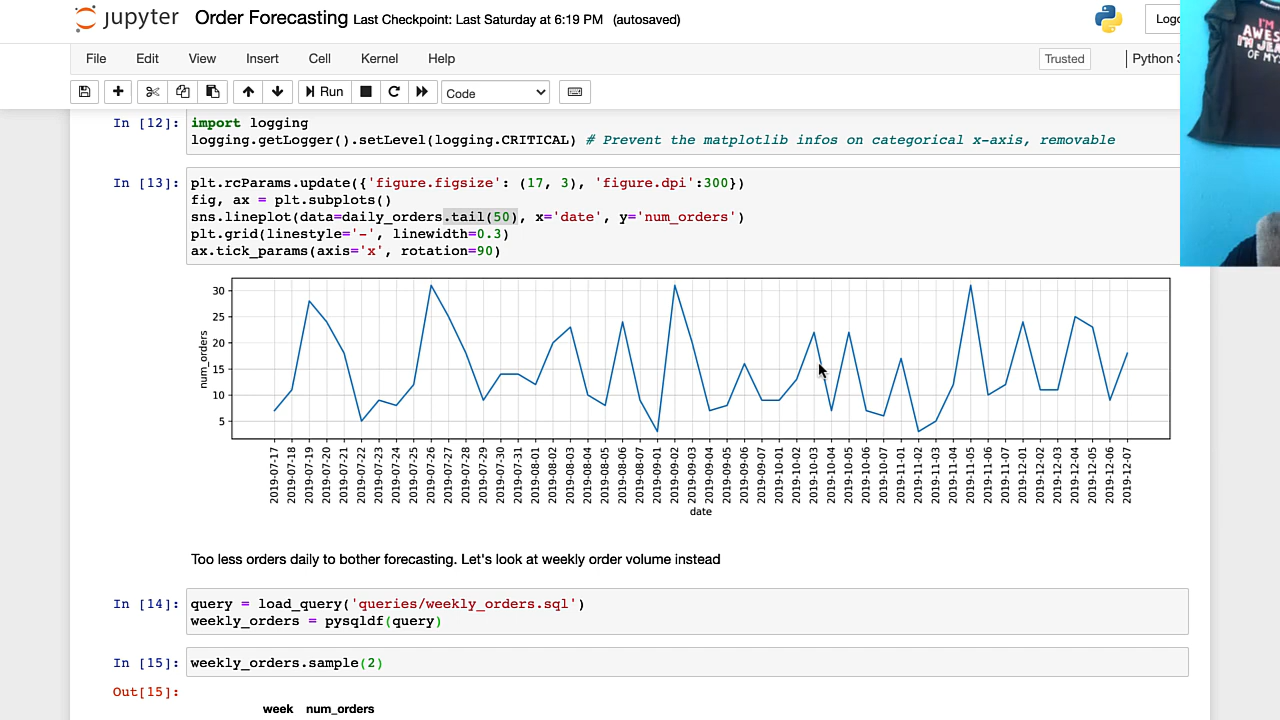 jupyter Order Forecasting Last Checkpoint: Last Saturday at 6:19 PM (autosaved)
File Edit View Insert Cell Kernel Help Trusted Python 3
Run Code
In [12]: import logging
logging.getLogger().setLevel(logging.CRITICAL) # Prevent the matplotlib infos on categorical x-axis, removable
In [13]: plt.rcParams.update({'figure.figsize': (17, 3), 'figure.dpi':300})
fig, ax = plt.subplots()
sns.lineplot(data=daily_orders.tail(50), x='date', y='num_orders')
plt.grid(linestyle='-', linewidth=0.3)
ax.tick_params(axis='x', rotation=90)
num_orders
30
25
20
15
10
5
2019-07-17
2019-07-18
2019-07-19
2019-07-20
2019-07-21
2019-07-22
2019-07-23
2019-07-24
2019-07-25
2019-07-26
2019-07-27
2019-07-28
2019-07-29
2019-07-30
2019-07-31
2019-08-01
2019-08-02
2019-08-03
2019-08-04
2019-08-05
2019-08-06
2019-08-07
2019-09-01
2019-09-02
2019-09-03
2019-09-04
2019-09-05
2019-09-06
2019-09-07
2019-10-01
2019-10-02
2019-10-03
2019-10-04
2019-10-05
2019-10-06
2019-10-07
2019-11-01
2019-11-02
2019-11-03
2019-11-04
2019-11-05
2019-11-06
2019-11-07
2019-12-01
2019-12-02
2019-12-03
2019-12-04
2019-12-05
2019-12-06
2019-12-07
date
Too less orders daily to bother forecasting. Let's look at weekly order volume instead
In [14]: query = load_query('queries/weekly_orders.sql')
weekly_orders = pysqldf(query)
In [15]: weekly_orders.sample(2)
Out[15]:
week num_orders
I'M
OF